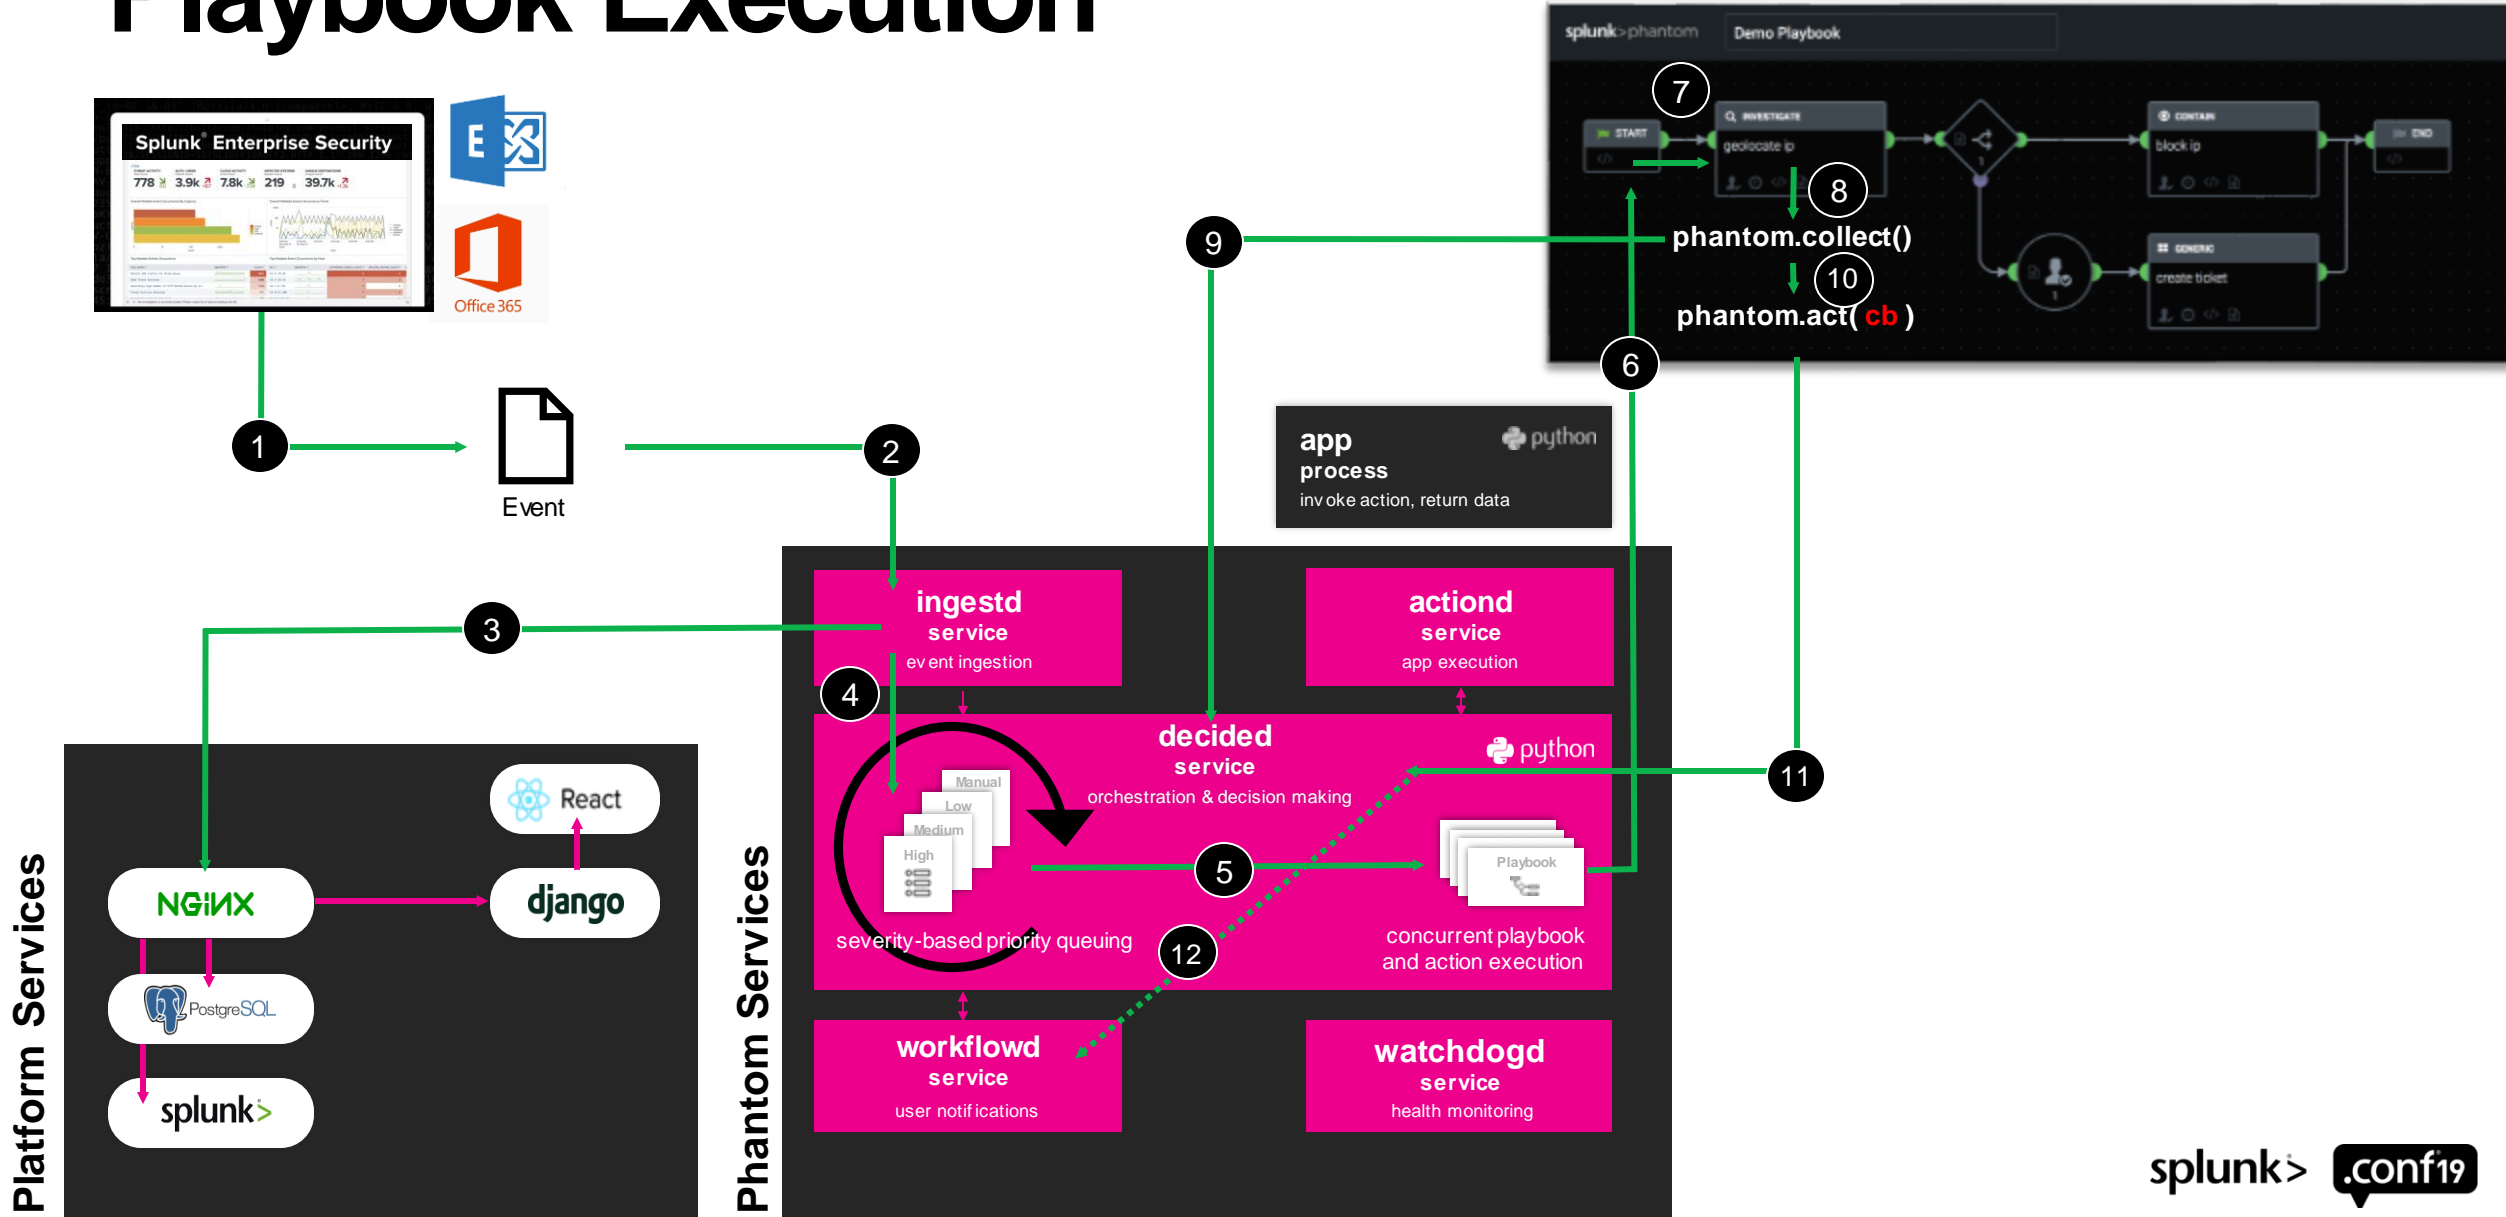 Playbook Execution
Splunk® Enterprise Security
778
3.9k
7.8k
219
39.7k
Office 365
splunk>phantom
Demo Playbook
7
START
INVESTIGATE
geolocate ip
1
CONTAIN
block ip
END
8
phantom.collect()
10
phantom.act( cb )
1
GENERIC
create ticket
9
6
1
Event
2
app
process
invoke action, return data
python
3
4
ingestd
service
event ingestion
actiond
service
app execution
decided
service
orchestration & decision making
python
11
Manual
Low
Medium
High
5
Playbook
severity-based priority queuing
12
concurrent playbook
and action execution
workflowd
service
user notifications
watchdogd
service
health monitoring
Platform Services
React
NGINX
django
PostgreSQL
splunk>
Phantom Services
splunk>
.conf19